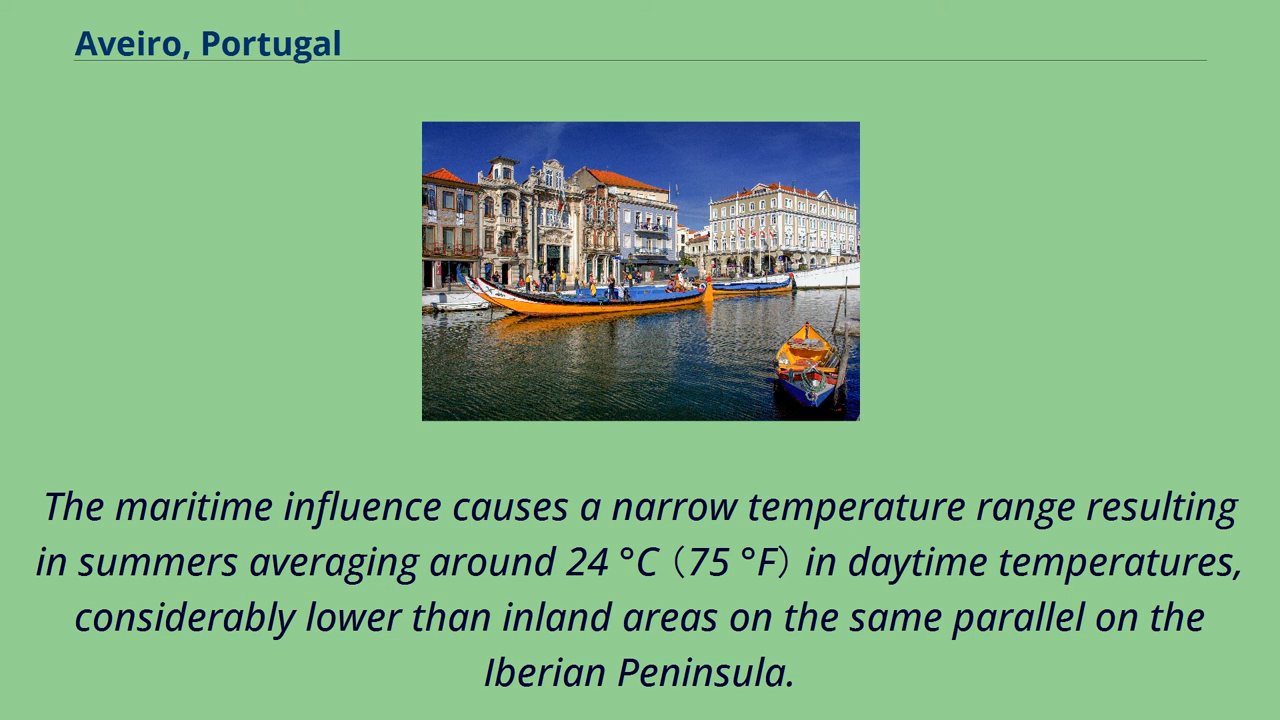 Aveiro, Portugal
The maritime influence causes a narrow temperature range resulting
in summers averaging around 24 °C（75 °F）in daytime temperatures,
considerably lower than inland areas on the same parallel on the
Iberian Peninsula.